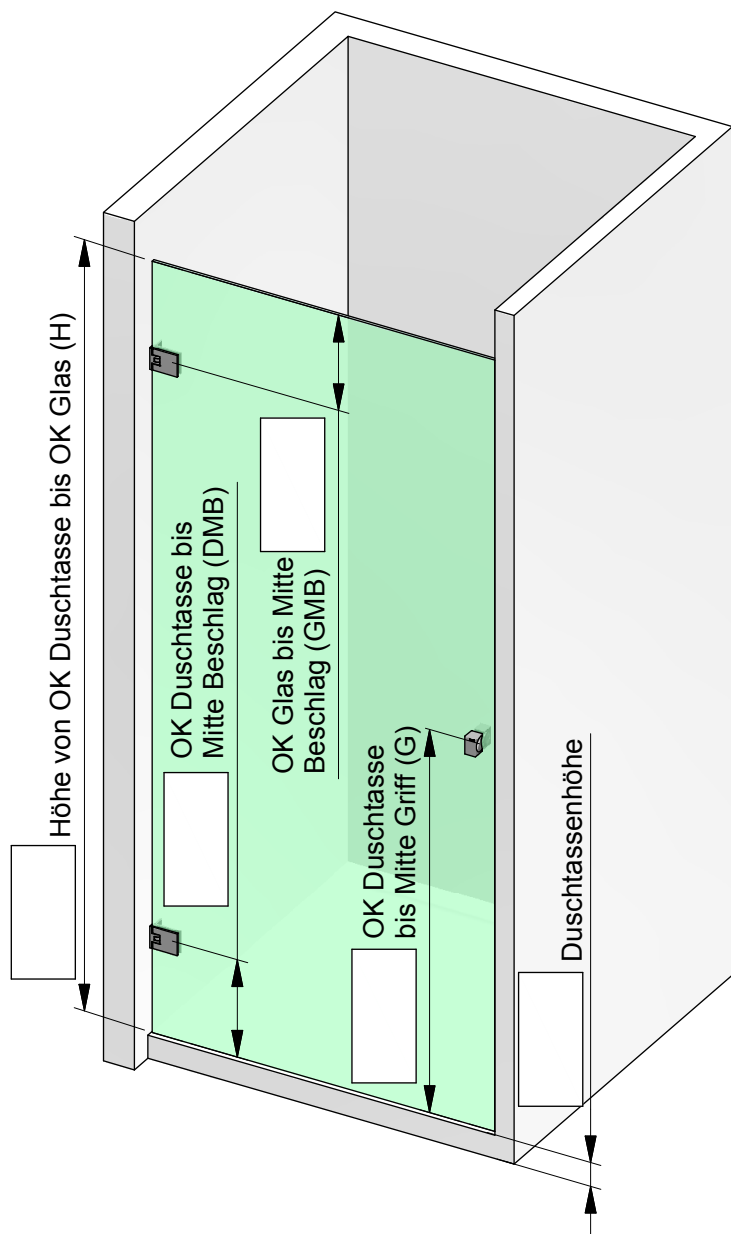 Höhe von OK Duschtasse bis OK Glas (H)
OK Duschtasse bis
Mitte Beschlag (DMB)
OK Glas bis Mitte
Beschlag (GMB)
OK Duschtasse
bis Mitte Griff (G)
Duschtassenhöhe